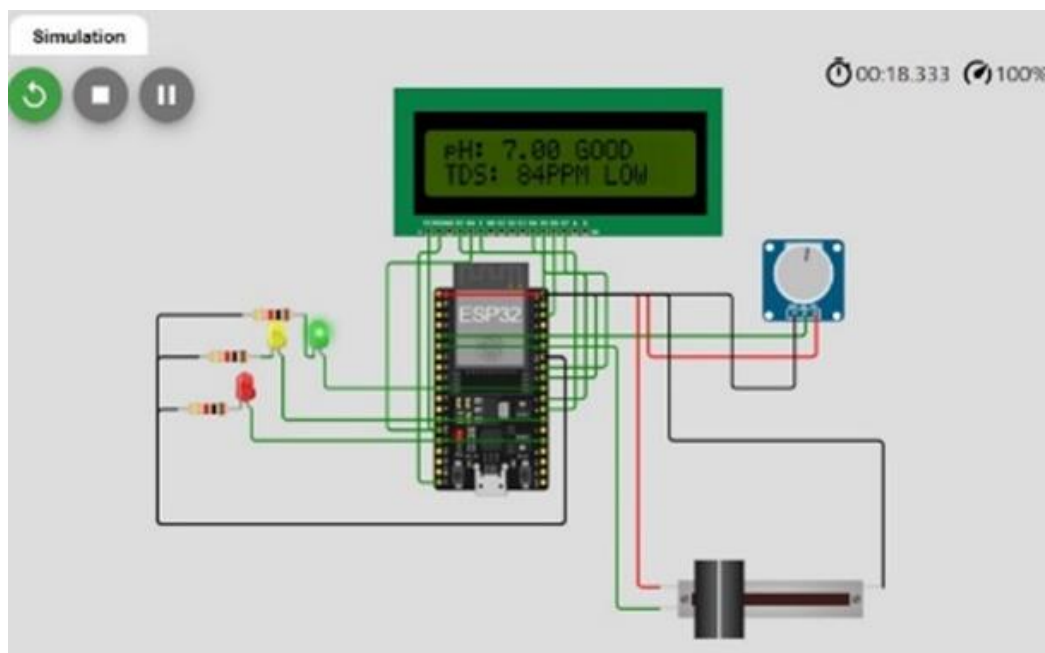 Simulation
00:18.333 100%
pH: 7.00 GOOD
TDS: 84PPM LOW
ESP32